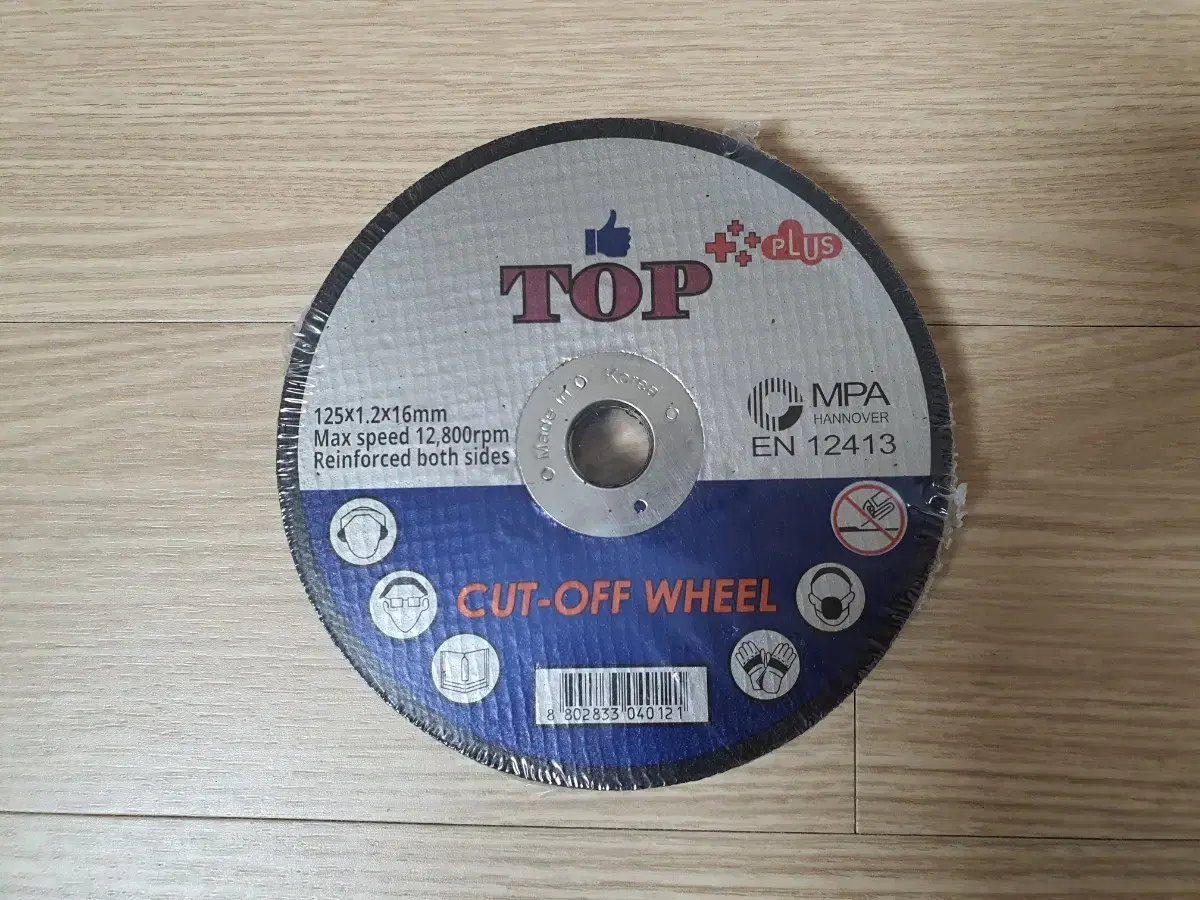 TOP
PLUS
Made in Korea
125x1.2x16mm
Max speed 12,800rpm
Reinforced both sides
MPA
HANNOVER
EN 12413
CUT-OFF WHEEL
8 802833 040121